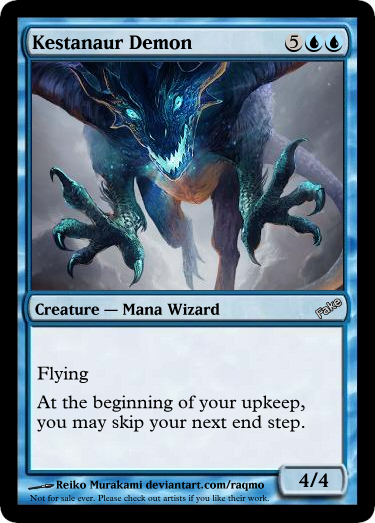 Kestanaur Demon 5
Creature — Mana Wizard Fake
Flying
At the beginning of your upkeep,
you may skip your next end step.
Reiko Murakami deviantart.com/raqmo
Not for sale ever. Please check out artists if you like their work.
4/4